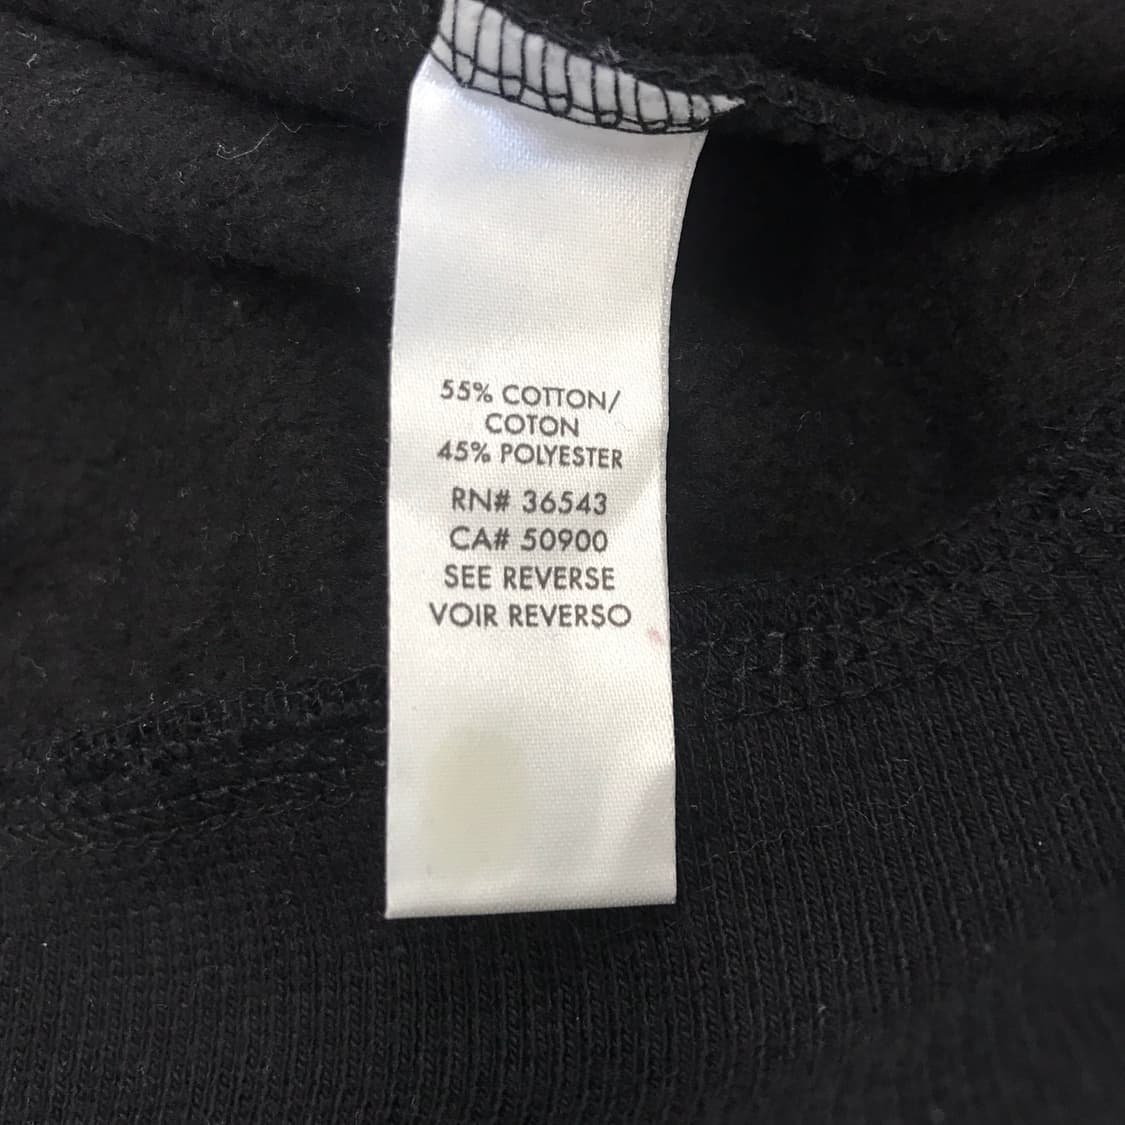 55% COTTON/
COTON
45% POLYESTER
RN# 36543
CA# 50900
SEE REVERSE
VOIR REVERSO